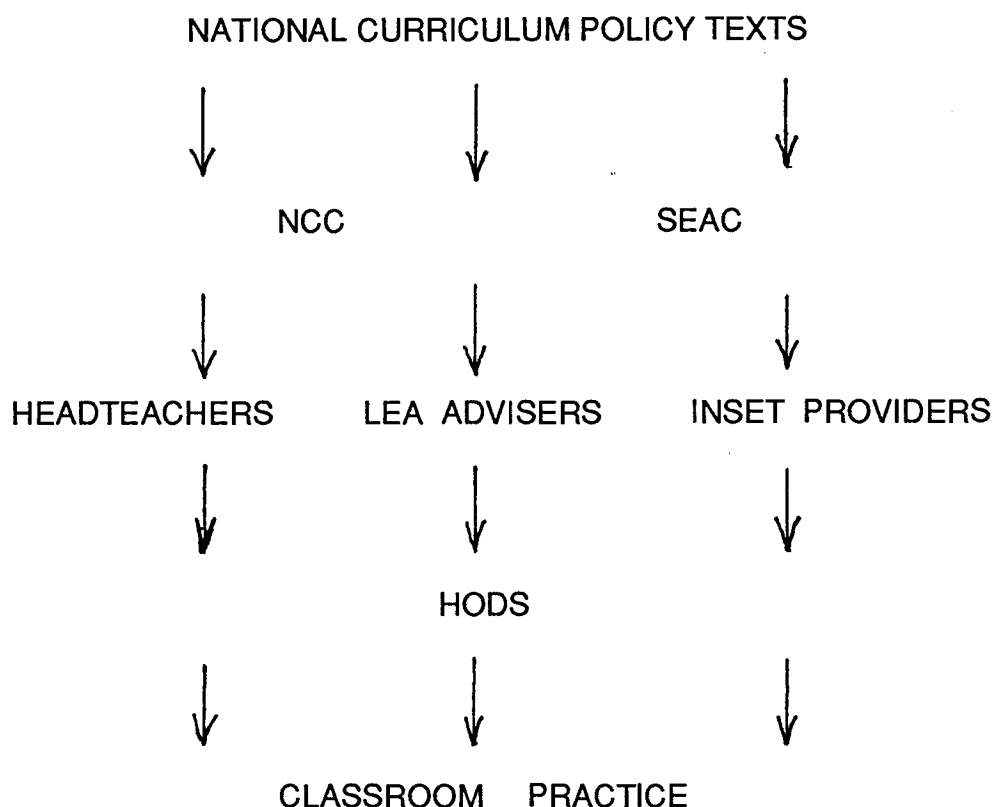 NATIONAL CURRICULUM POLICY TEXTS
NCC SEAC
HEADTEACHERS LEA ADVISERS INSET PROVIDERS
HODS
CLASSROOM PRACTICE